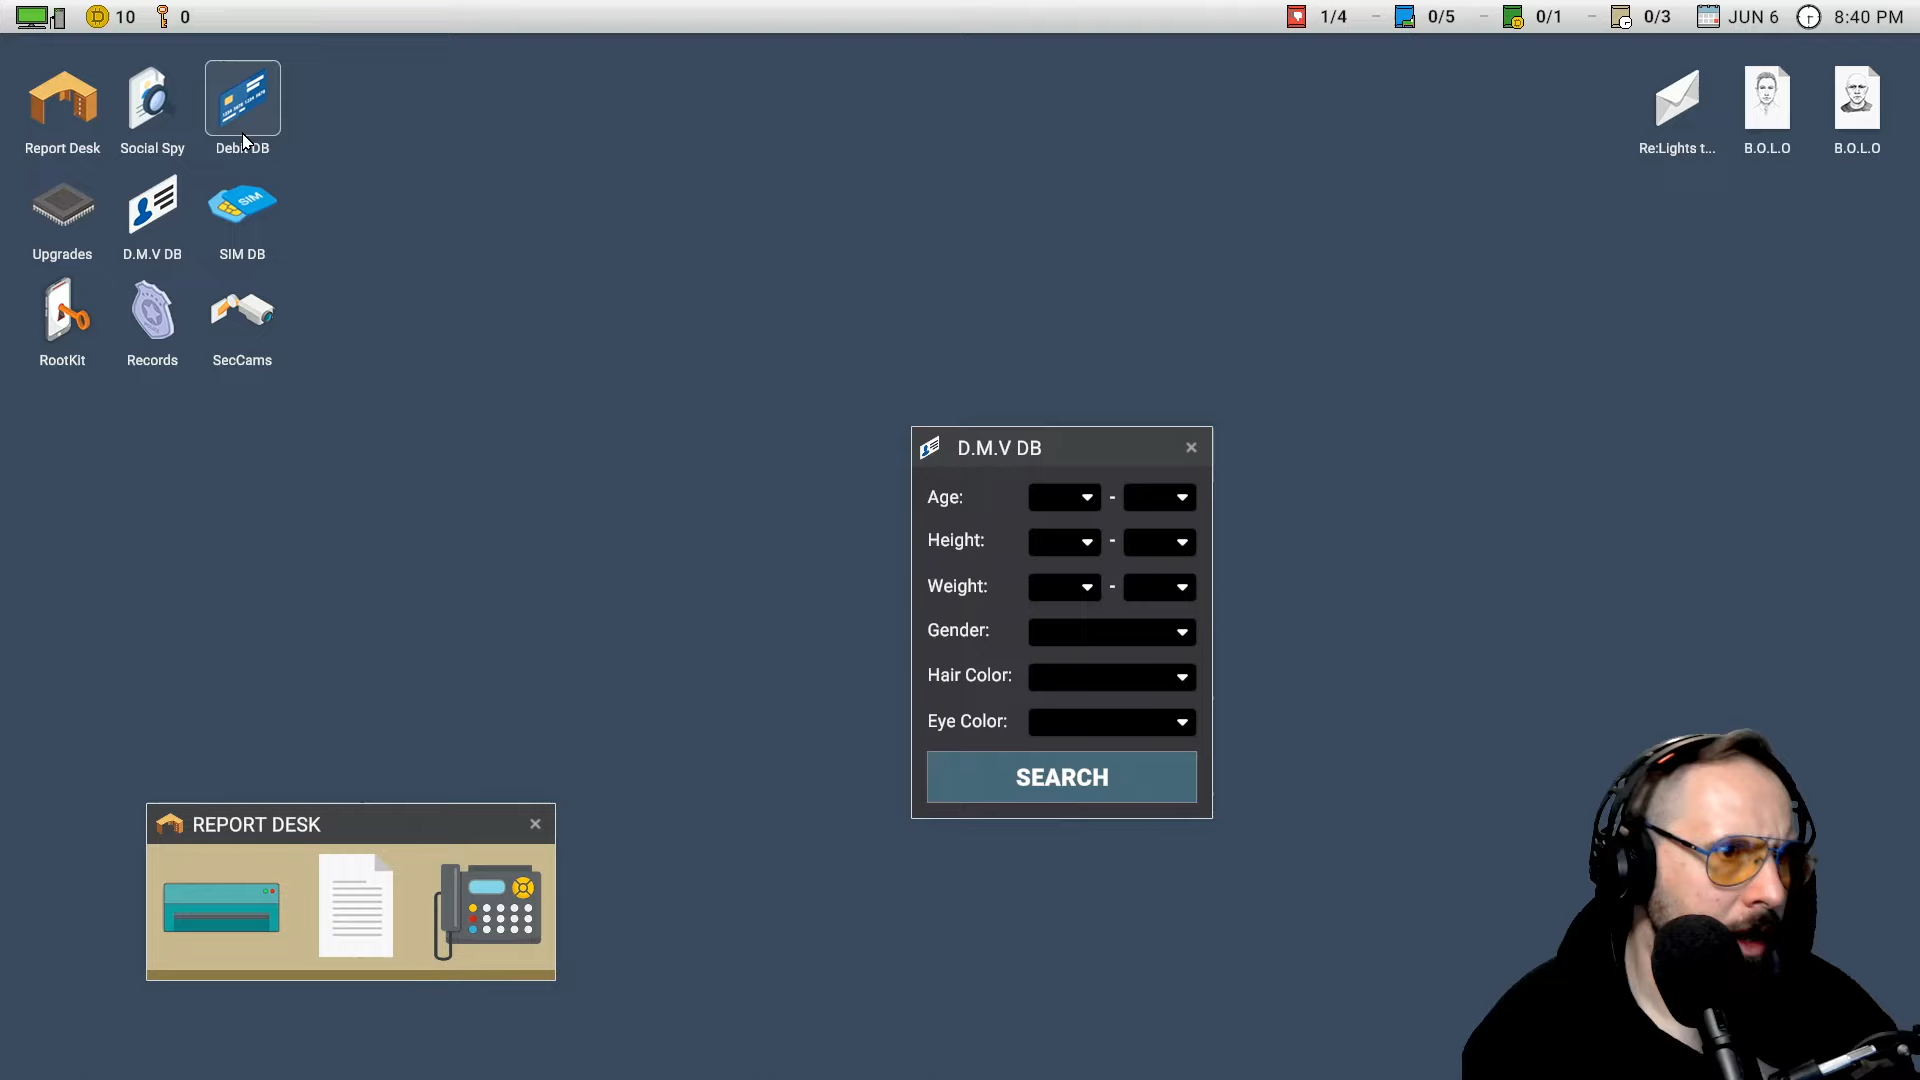 10 0 1/4 - 0/5 - 0/1 - 0/3 JUN 6 8:40 PM
Report Desk Social Spy Debit DB Re:Lights t... B.O.L.O B.O.L.O
SIM
Upgrades D.M.V DB SIM DB
RootKit Records SecCams
D.M.V DB
Age: -
Height: -
Weight: -
Gender:
Hair Color:
Eye Color:
SEARCH
REPORT DESK